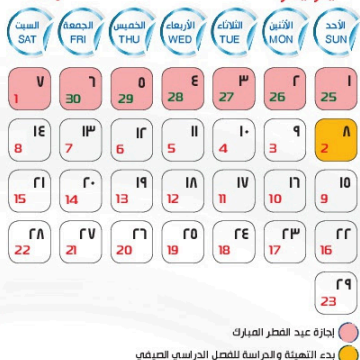 الأحد الأثنين الثلاثاء الأربعاء الخميس الجمعة السبت
SUN MON TUE WED THU FRI SAT
١ ٢ ٣ ٤ ٥ ٦ ٧
25 26 27 28 29 30 1
٨ ٩ ١٠ ١١ ١٢ ١٣ ١٤
2 3 4 5 6 7 8
١٥ ١٦ ١٧ ١٨ ١٩ ٢٠ ٢١
9 10 11 12 13 14 15
٢٢ ٢٣ ٢٤ ٢٥ ٢٦ ٢٧ ٢٨
16 17 18 19 20 21 22
٢٩
23
إجازة عيد الفطر المبارك
بدء التهيئة والدراسة للفصل الدراسي الصيفي